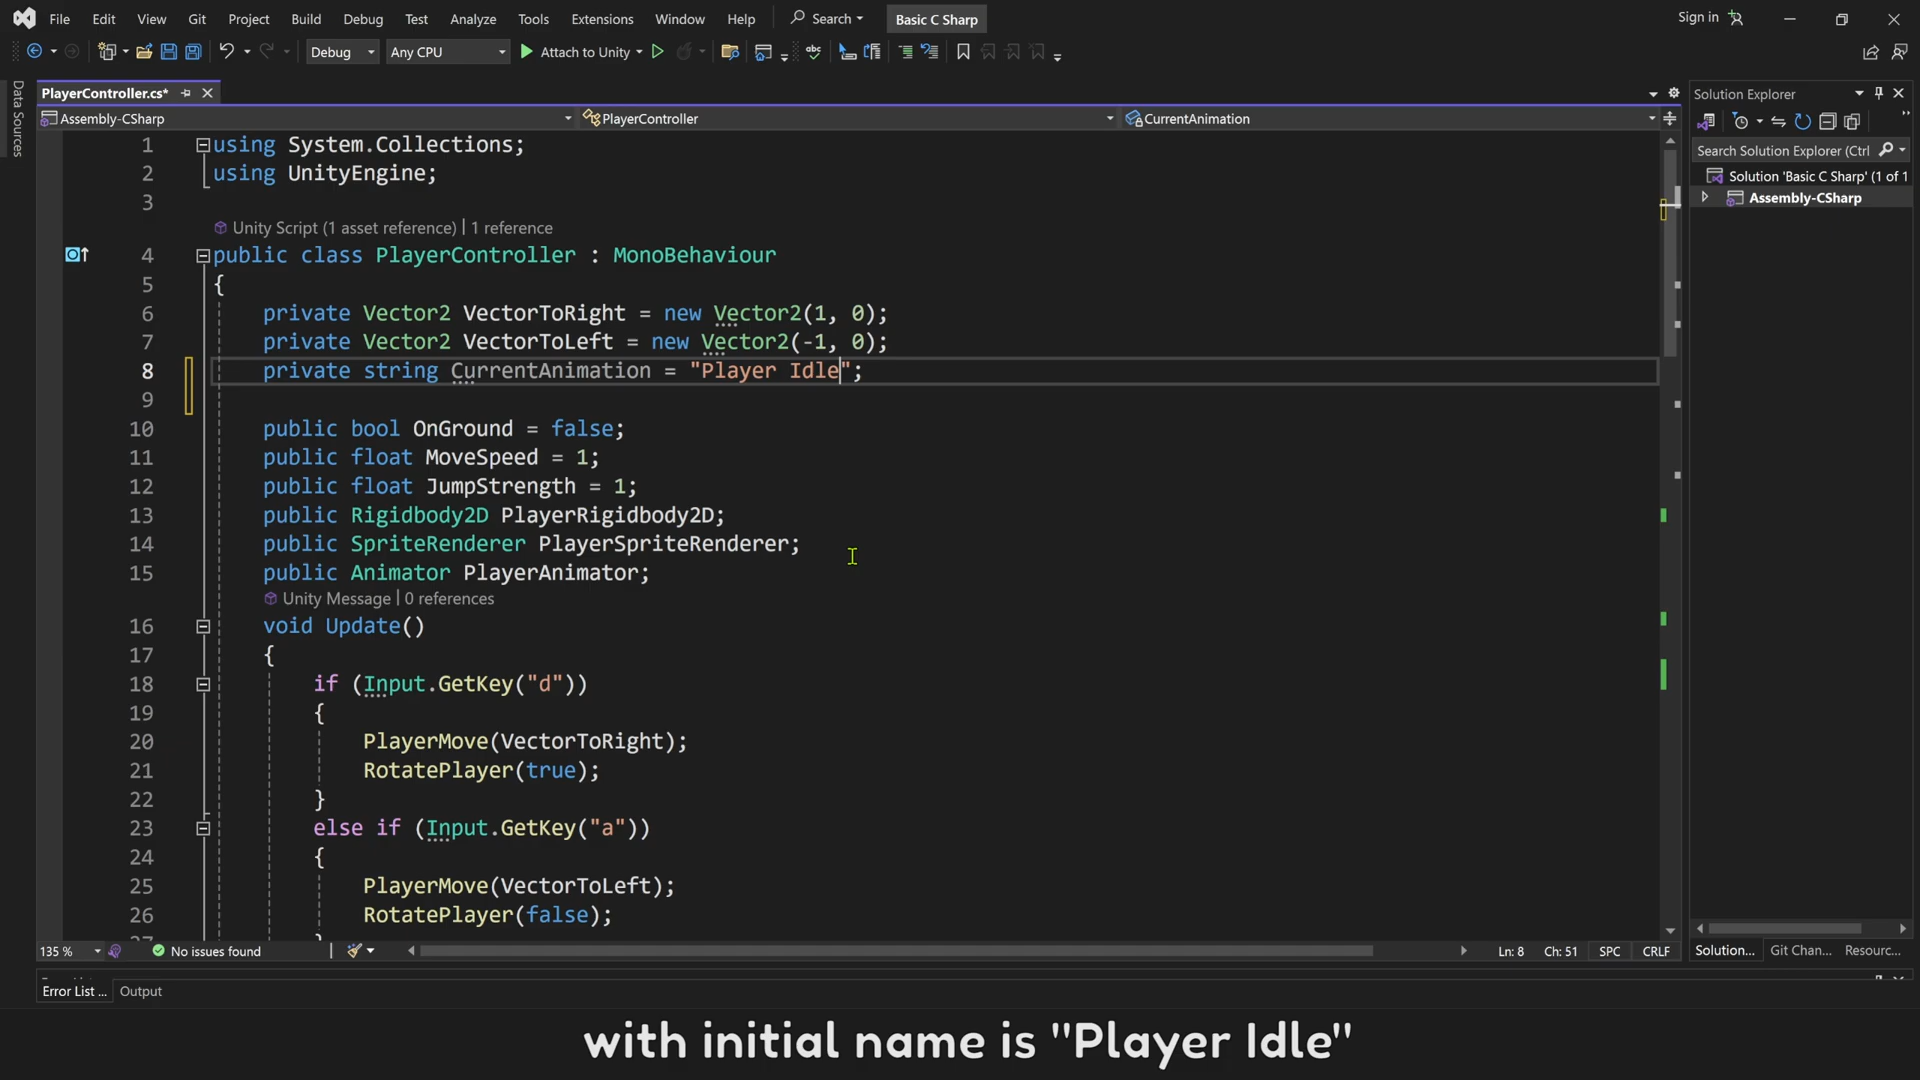 File Edit View Git Project Build Debug Test Analyze Tools Extensions Window Help Search Basic C Sharp Sign in
Debug Any CPU Attach to Unity
Data Sources
PlayerController.cs*
Assembly-CSharp PlayerController CurrentAnimation
1 using System.Collections;
2 using UnityEngine;
3
Unity Script (1 asset reference) | 1 reference
4 public class PlayerController : MonoBehaviour
5 {
6 private Vector2 VectorToRight = new Vector2(1, 0);
7 private Vector2 VectorToLeft = new Vector2(-1, 0);
8 private string CurrentAnimation = "Player Idle";
9
10 public bool OnGround = false;
11 public float MoveSpeed = 1;
12 public float JumpStrength = 1;
13 public Rigidbody2D PlayerRigidbody2D;
14 public SpriteRenderer PlayerSpriteRenderer;
15 public Animator PlayerAnimator;
Unity Message | 0 references
16 void Update()
17 {
18 if (Input.GetKey("d"))
19 {
20 PlayerMove(VectorToRight);
21 RotatePlayer(true);
22 }
23 else if (Input.GetKey("a"))
24 {
25 PlayerMove(VectorToLeft);
26 RotatePlayer(false);
135 % No issues found Ln: 8 Ch: 51 SPC CRLF
Solution Explorer
Search Solution Explorer (Ctrl
Solution 'Basic C Sharp' (1 of 1
Assembly-CSharp
Solution... Git Chan... Resourc...
Error List ... Output
with initial name is "Player Idle"